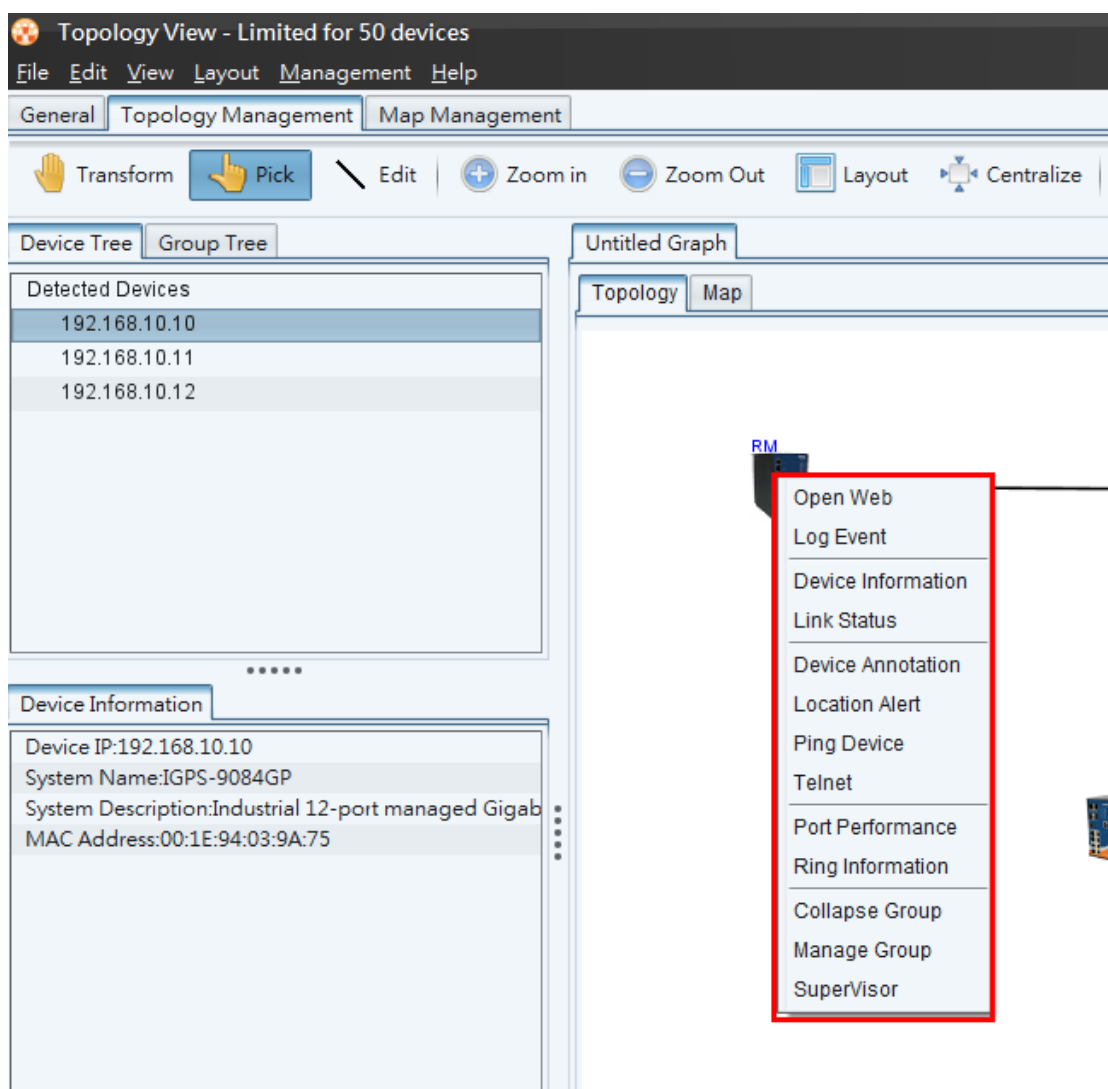 Topology View - Limited for 50 devices
File Edit View Layout Management Help
General Topology Management Map Management
Transform Pick Edit Zoom in Zoom Out Layout Centralize
Device Tree Group Tree
Detected Devices
192.168.10.10
192.168.10.11
192.168.10.12
Device Information
Device IP:192.168.10.10
System Name:IGPS-9084GP
System Description:Industrial 12-port managed Gigab
MAC Address:00:1E:94:03:9A:75
Untitled Graph
Topology Map
RM
Open Web
Log Event
Device Information
Link Status
Device Annotation
Location Alert
Ping Device
Telnet
Port Performance
Ring Information
Collapse Group
Manage Group
SuperVisor